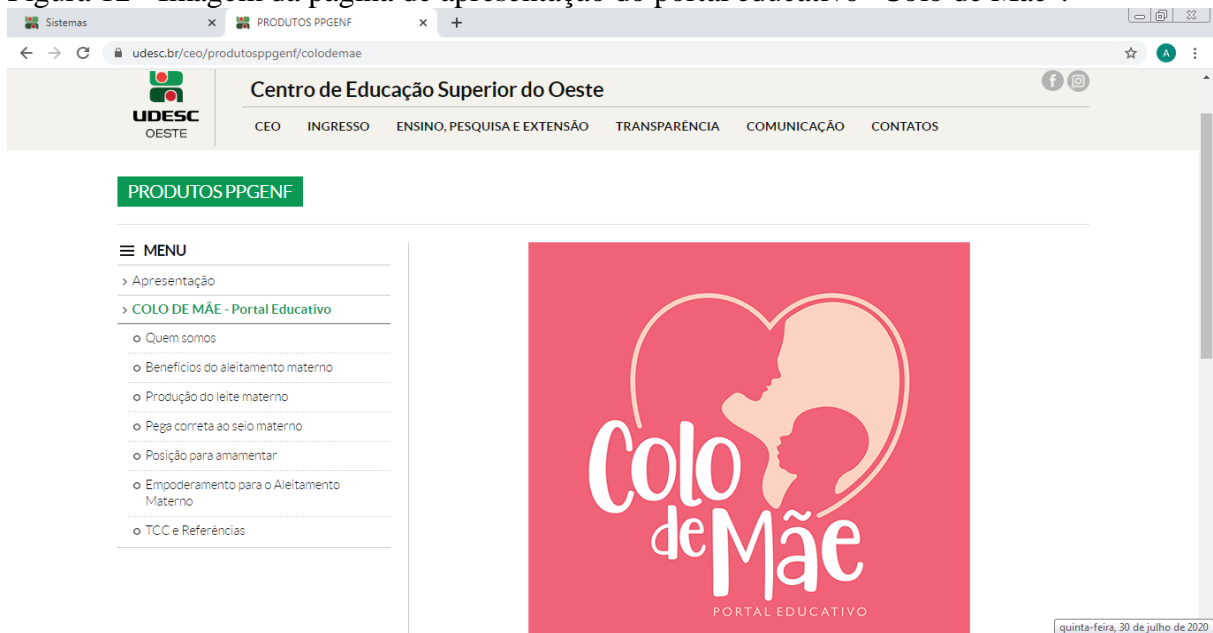 Figura 12 - Imagem da página de apresentação do portal educativo "Colo de Mãe".
Sistemas
PRODUTOS PPGENF
udesc.br/ceo/produtosppgenf/colodemae
A
UDESC
OESTE
Centro de Educação Superior do Oeste
CEO INGRESSO ENSINO, PESQUISA E EXTENSÃO TRANSPARÊNCIA COMUNICAÇÃO CONTATOS
PRODUTOS PPGENF
MENU
Apresentação
COLO DE MÃE - Portal Educativo
Quem somos
Benefícios do aleitamento materno
Produção do leite materno
Pega correta ao seio materno
Posição para amamentar
Empoderamento para o Aleitamento
Materno
TCC e Referências
Colo
de Mãe
PORTAL EDUCATIVO
quinta-feira, 30 de julho de 2020